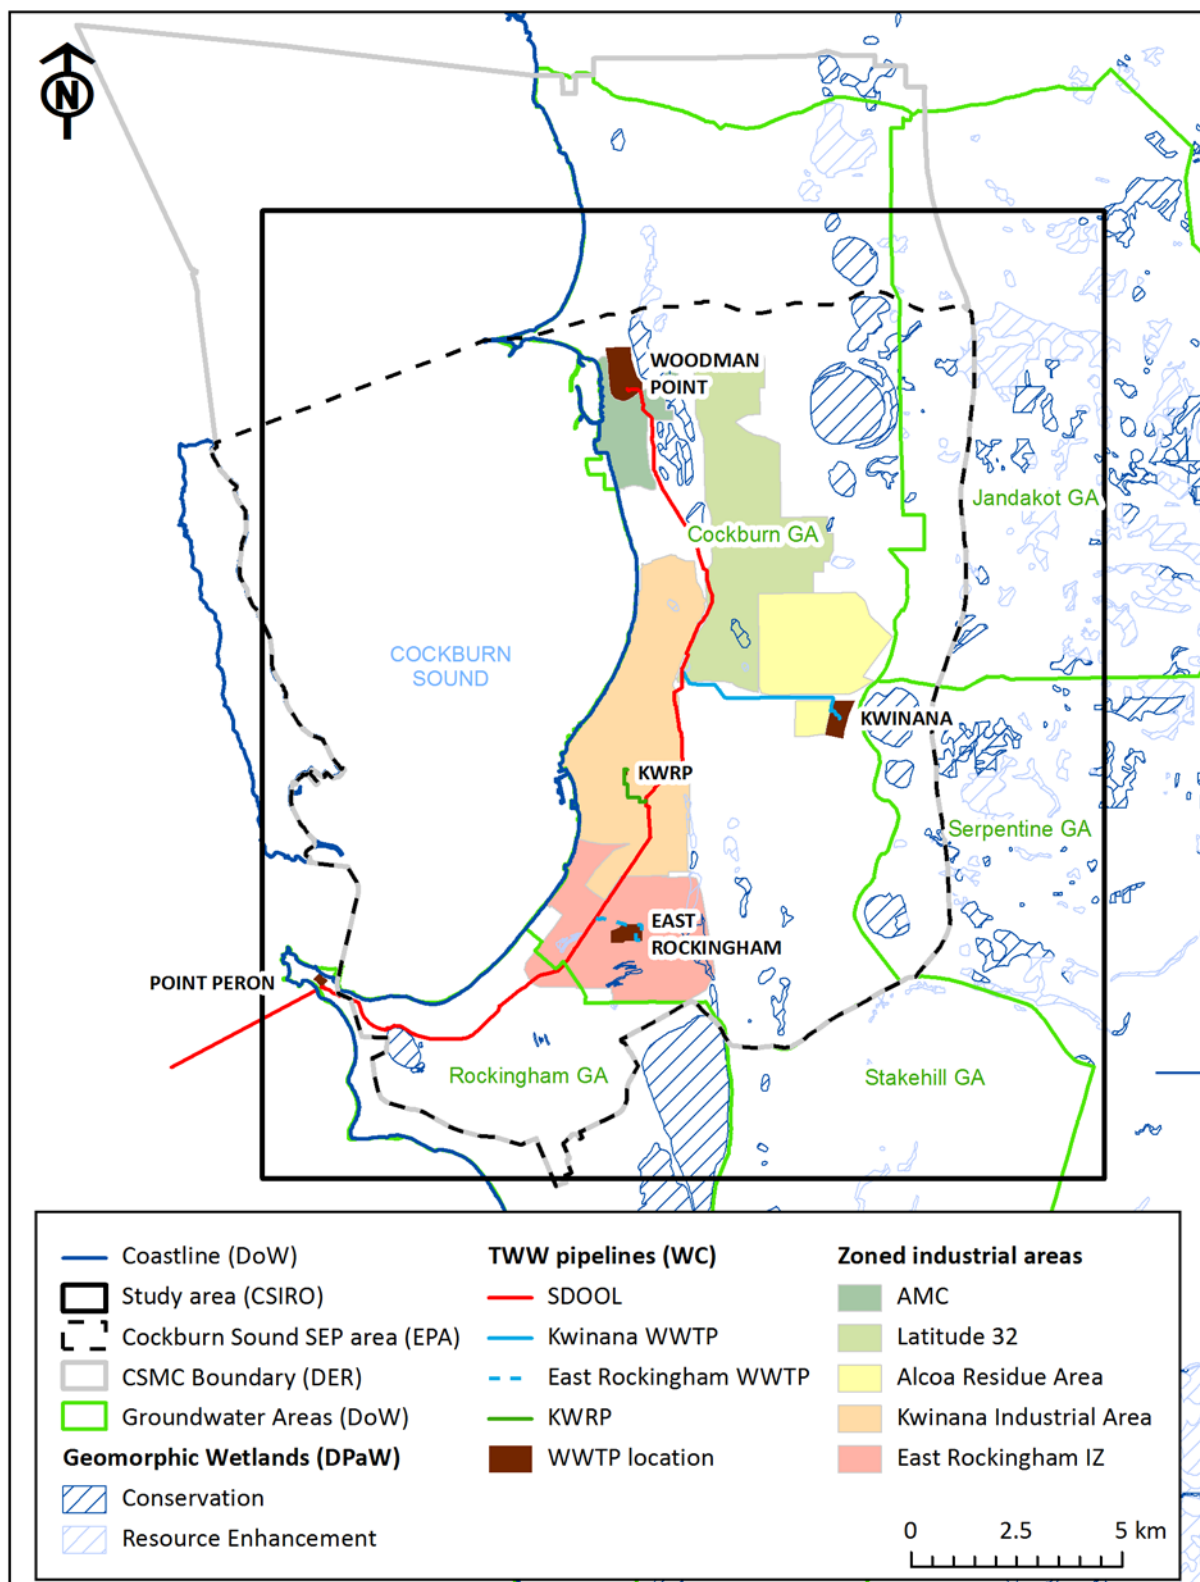 N
WOODMAN
POINT
Jandakot GA
Cockburn GA
COCKBURN
SOUND
KWINANA
KWRP
Serpentine GA
EAST
ROCKINGHAM
POINT PERON
Rockingham GA
Stakehill GA
Coastline (DoW)
Study area (CSIRO)
Cockburn Sound SEP area (EPA)
CSMC Boundary (DER)
Groundwater Areas (DoW)
Geomorphic Wetlands (DPaW)
Conservation
Resource Enhancement
TWW pipelines (WC)
SDOOL
Kwinana WWTP
East Rockingham WWTP
KWRP
WWTP location
Zoned industrial areas
AMC
Latitude 32
Alcoa Residue Area
Kwinana Industrial Area
East Rockingham IZ
0 2.5 5 km